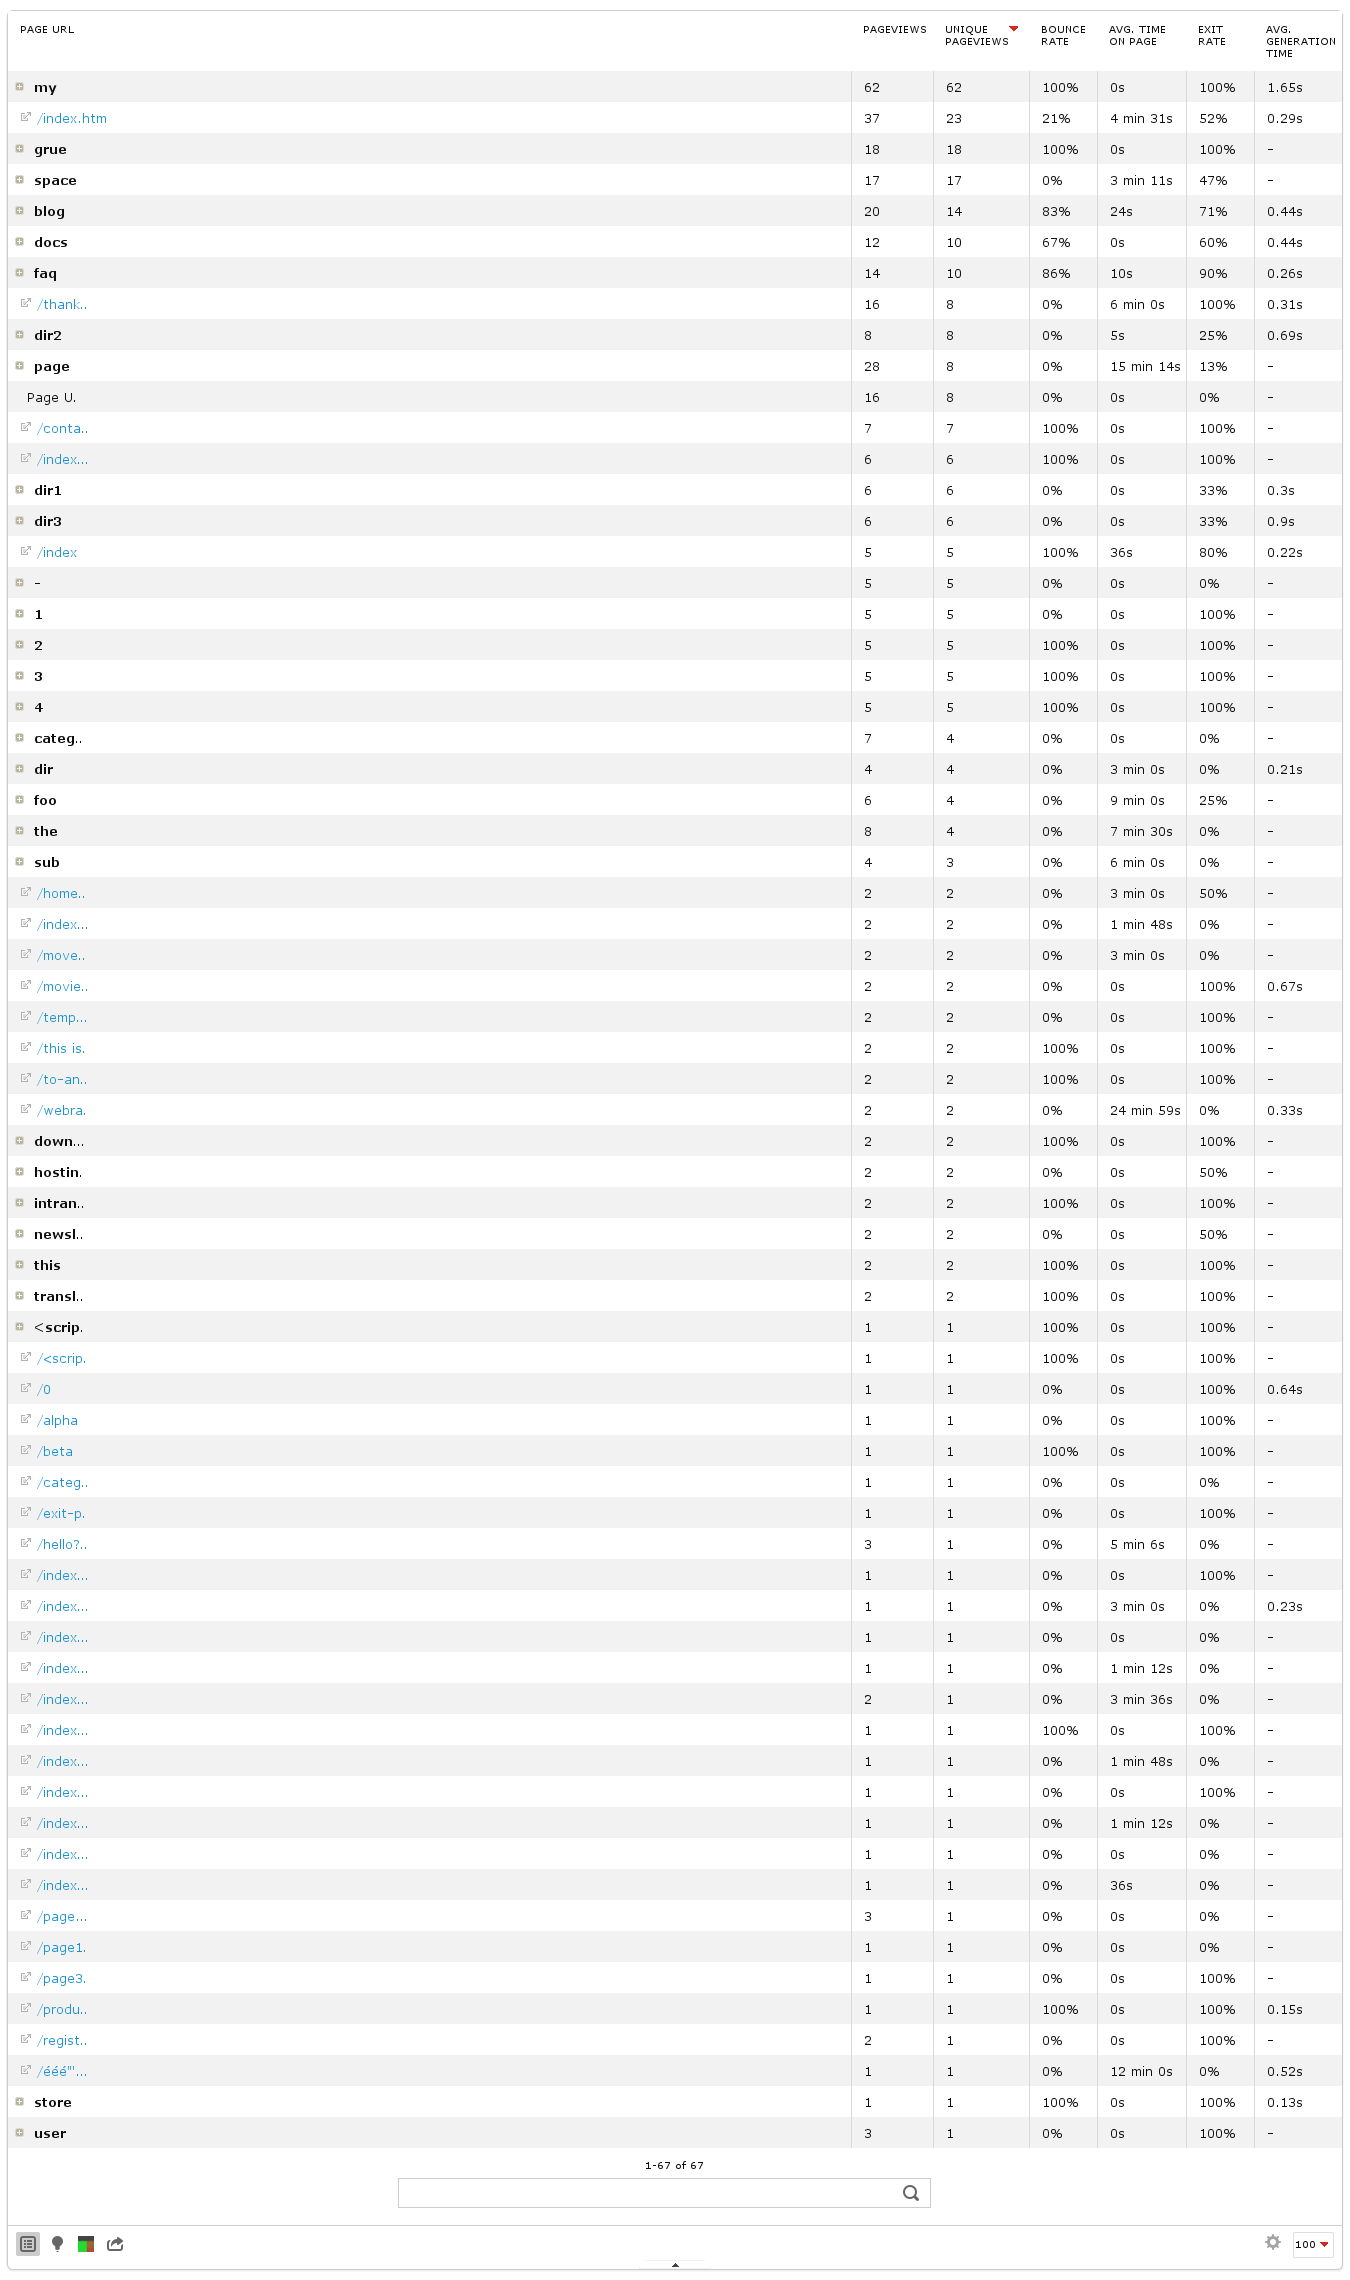 PAGE URL PAGEVIEWS UNIQUE PAGEVIEWS BOUNCE RATE AVG. TIME ON PAGE EXIT RATE AVG. GENERATION TIME
my 62 62 100% 0s 100% 1.65s
/index.htm 37 23 21% 4 min 31s 52% 0.29s
grue 18 18 100% 0s 100% -
space 17 17 0% 3 min 11s 47% -
blog 20 14 83% 24s 71% 0.44s
docs 12 10 67% 0s 60% 0.44s
faq 14 10 86% 10s 90% 0.26s
/thank.. 16 8 0% 6 min 0s 100% 0.31s
dir2 8 8 0% 5s 25% 0.69s
page 28 8 0% 15 min 14s 13% -
Page U. 16 8 0% 0s 0% -
/conta.. 7 7 100% 0s 100% -
/index... 6 6 100% 0s 100% -
dir1 6 6 0% 0s 33% 0.3s
dir3 6 6 0% 0s 33% 0.9s
/index 5 5 100% 36s 80% 0.22s
- 5 5 0% 0s 0% -
1 5 5 0% 0s 100% -
2 5 5 100% 0s 100% -
3 5 5 100% 0s 100% -
4 5 5 100% 0s 100% -
categ.. 7 4 0% 0s 0% -
dir 4 4 0% 3 min 0s 0% 0.21s
foo 6 4 0% 9 min 0s 25% -
the 8 4 0% 7 min 30s 0% -
sub 4 3 0% 6 min 0s 0% -
/home.. 2 2 0% 3 min 0s 50% -
/index... 2 2 0% 1 min 48s 0% -
/move.. 2 2 0% 3 min 0s 0% -
/movie.. 2 2 0% 0s 100% 0.67s
/temp... 2 2 0% 0s 100% -
/this is. 2 2 100% 0s 100% -
/to-an.. 2 2 100% 0s 100% -
/webra. 2 2 0% 24 min 59s 0% 0.33s
down... 2 2 100% 0s 100% -
hostin. 2 2 0% 0s 50% -
intran.. 2 2 100% 0s 100% -
newsl.. 2 2 0% 0s 50% -
this 2 2 100% 0s 100% -
transl.. 2 2 100% 0s 100% -
<scrip. 1 1 100% 0s 100% -
/<scrip. 1 1 100% 0s 100% -
/0 1 1 0% 0s 100% 0.64s
/alpha 1 1 0% 0s 100% -
/beta 1 1 100% 0s 100% -
/categ.. 1 1 0% 0s 0% -
/exit-p. 1 1 0% 0s 100% -
/hello?.. 3 1 0% 5 min 6s 0% -
/index... 1 1 0% 0s 100% -
/index... 1 1 0% 3 min 0s 0% 0.23s
/index... 1 1 0% 0s 0% -
/index... 1 1 0% 1 min 12s 0% -
/index... 2 1 0% 3 min 36s 0% -
/index... 1 1 100% 0s 100% -
/index... 1 1 0% 1 min 48s 0% -
/index... 1 1 0% 0s 100% -
/index... 1 1 0% 1 min 12s 0% -
/index... 1 1 0% 0s 0% -
/index... 1 1 0% 36s 0% -
/page... 3 1 0% 0s 0% -
/page1. 1 1 0% 0s 0% -
/page3. 1 1 0% 0s 100% -
/produ.. 1 1 100% 0s 100% 0.15s
/regist.. 2 1 0% 0s 100% -
/ééé"'... 1 1 0% 12 min 0s 0% 0.52s
store 1 1 100% 0s 100% 0.13s
user 3 1 0% 0s 100% -
1-67 of 67
100